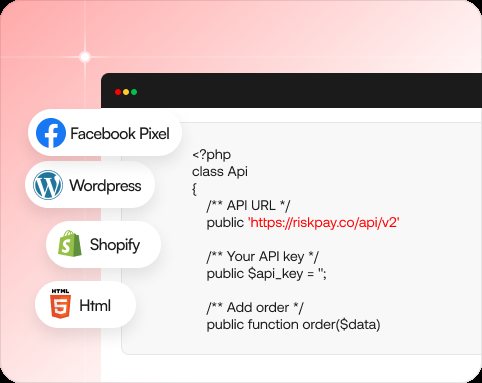 Facebook Pixel
Wordpress
Shopify
HTML
5
Html
<?php
class Api
{
/** API URL */
public 'https://riskpay.co/api/v2'
/** Your API key */
public $api_key = '';
/** Add order */
public function order($data)